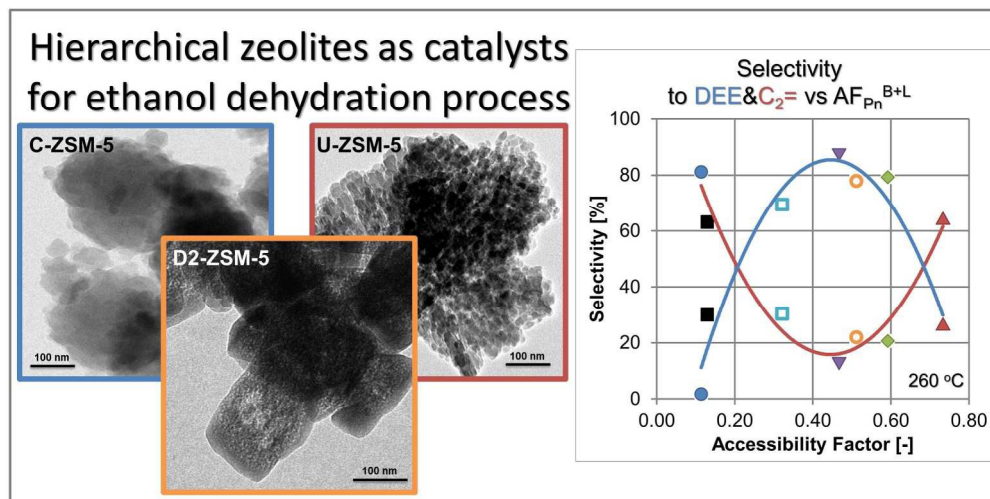 Hierarchical zeolites as catalysts
for ethanol dehydration process
C-ZSM-5
100 nm
U-ZSM-5
100 nm
D2-ZSM-5
100 nm
Selectivity
to DEE&C₂= vs AFPnᴮ⁺ᴸ
Selectivity [%]
100
80
60
40
20
0
0.00 0.20 0.40 0.60 0.80
260 ᵒC
Accessibility Factor [-]